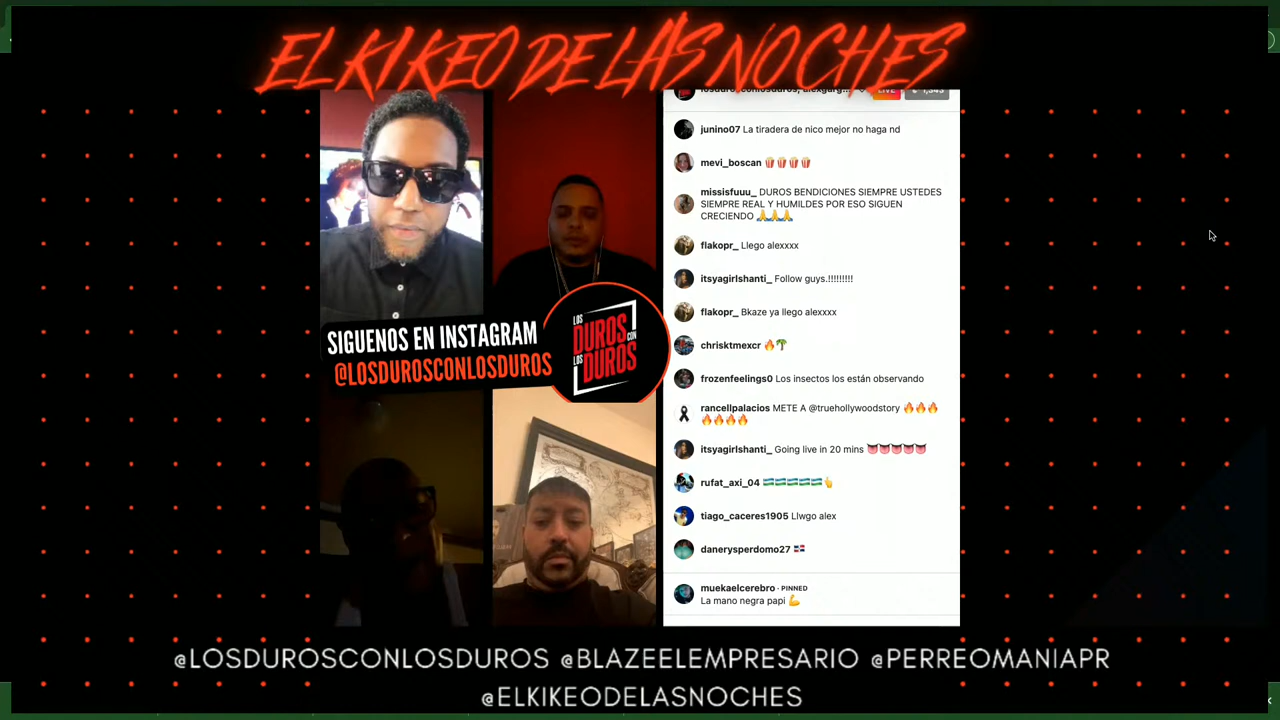 EL KIKEO DE LAS NOCHES
LIVE
junino07 La tiradera de nico mejor no haga nd
mevi_boscan 🍿🍿🍿🍿
missisfuuu_ DUROS BENDICIONES SIEMPRE USTEDES
SIEMPRE REAL Y HUMILDES POR ESO SIGUEN
CRECIENDO 🙏🙏🙏
flakopr_ Llego alexxxx
itsyagirlshanti_ Follow guys.!!!!!!!!!
flakopr_ Bkaze ya llego alexxxx
chrisktmexcr 🔥🌴
frozenfeelings0 Los insectos los están observando
rancellpalacios METE A @truehollywoodstory 🔥🔥🔥
🔥🔥🔥🔥
itsyagirlshanti_ Going live in 20 mins 👅👅👅👅👅
rufat_axi_04 🇺🇿🇺🇿🇺🇿🇺🇿🇺🇿👆
tiago_caceres1905 Llwgo alex
danerysperdomo27 🇩🇴
muekaelcerebro · PINNED
La mano negra papi 💪
SIGUENOS EN INSTAGRAM
@LOSDUROSCONLOSDUROS
LOS
DUROS
CON
LOS
DUROS
@LOSDUROSCONLOSDUROS @BLAZEELEMPRESARIO @PERREOMANIAPR
@ELKIKEODELASNOCHES